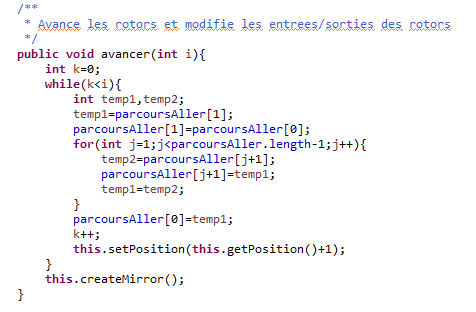 /**
 * Avance les rotors et modifie les entrees/sorties des rotors
 */
public void avancer(int i){
    int k=0;
    while(k<i){
        int temp1,temp2;
        temp1=parcoursAller[1];
        parcoursAller[1]=parcoursAller[0];
        for(int j=1;j<parcoursAller.length-1;j++){
            temp2=parcoursAller[j+1];
            parcoursAller[j+1]=temp1;
            temp1=temp2;
        }
        parcoursAller[0]=temp1;
        k++;
        this.setPosition(this.getPosition()+1);
    }
    this.createMirror();
}